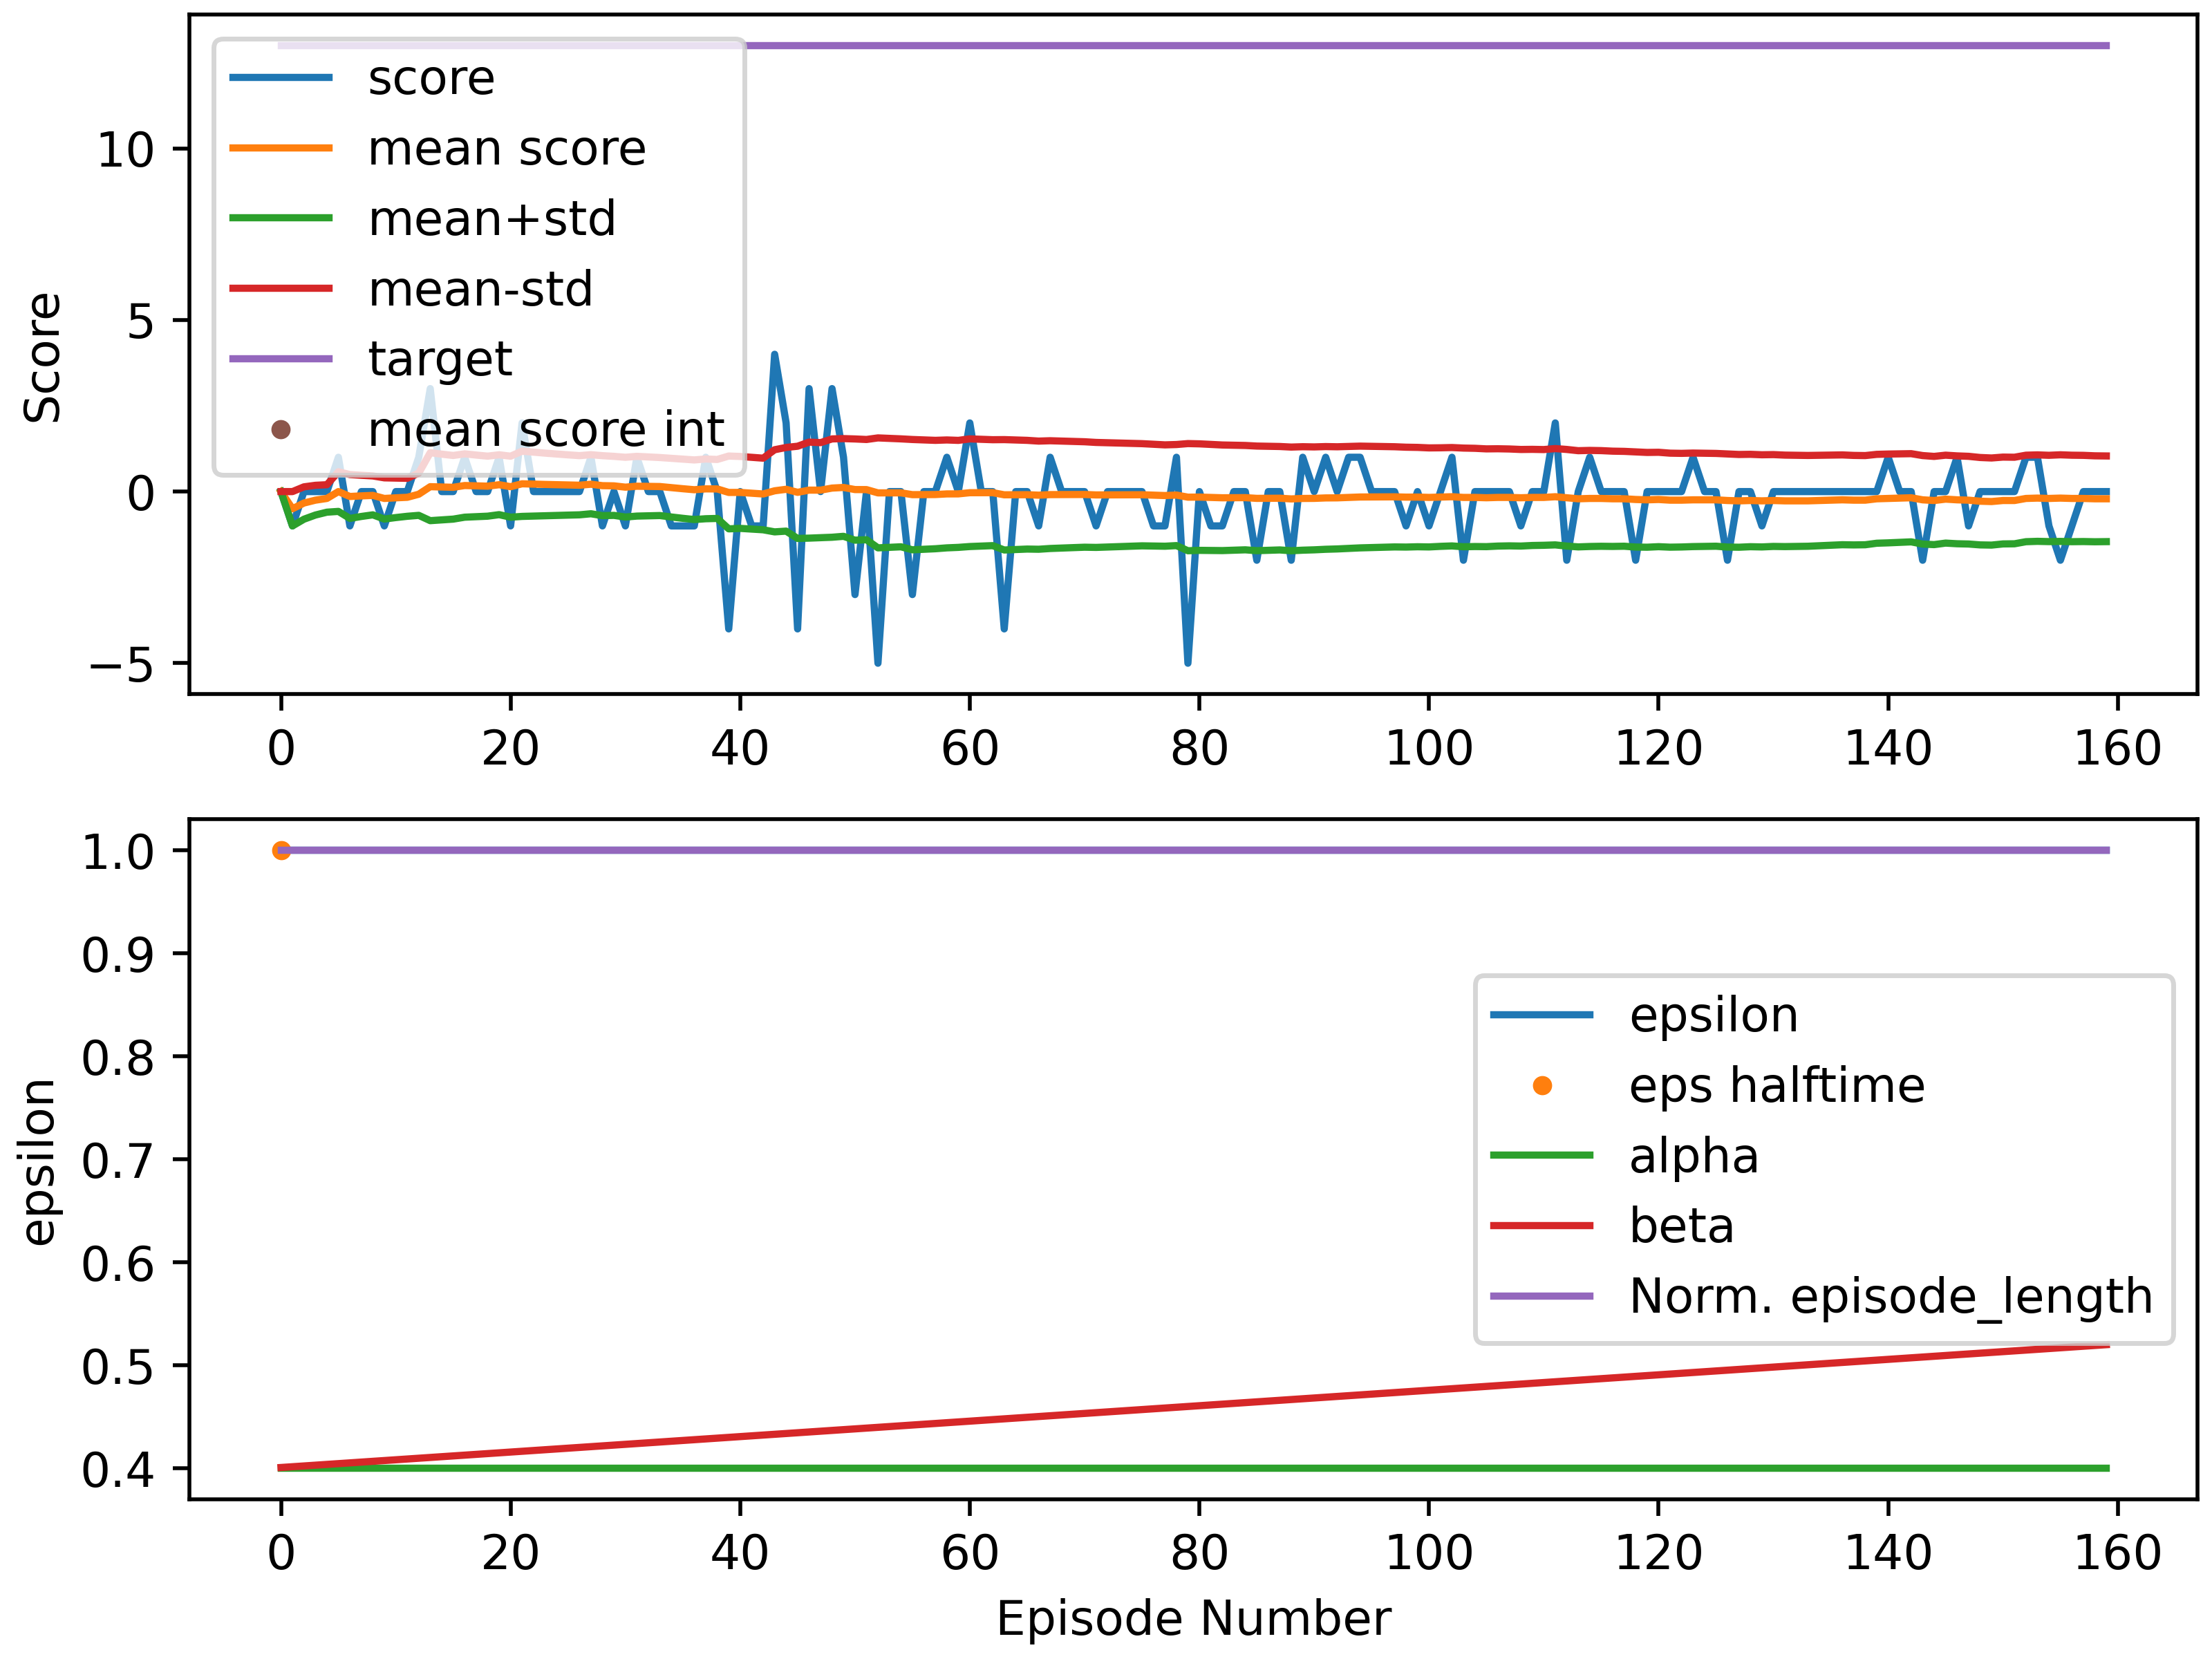 score
mean score
mean+std
mean-std
target
mean score int
Score
10
5
0
−5
0 20 40 60 80 100 120 140 160
epsilon
1.0
0.9
0.8
0.7
0.6
0.5
0.4
epsilon
eps halftime
alpha
beta
Norm. episode_length
0 20 40 60 80 100 120 140 160
Episode Number